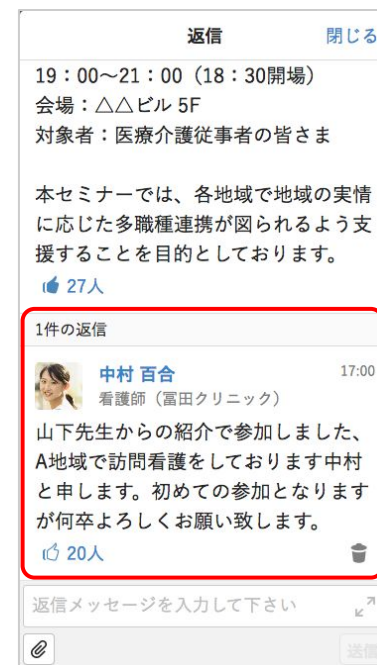 返信 閉じる
19：00～21：00（18：30開場）
会場：△△ビル 5F
対象者：医療介護従事者の皆さま
本セミナーでは、各地域で地域の実情
に応じた多職種連携が図られるよう支
援することを目的としております。
27人
1件の返信
中村 百合 17:00
看護師（冨田クリニック）
山下先生からの紹介で参加しました、
A地域で訪問看護をしております中村
と申します。初めての参加となります
が何卒よろしくお願い致します。
20人
返信メッセージを入力して下さい
送信